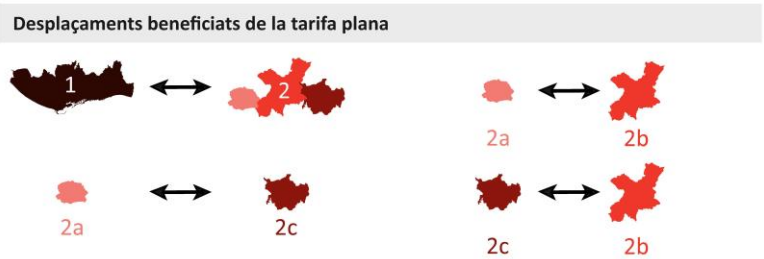 Desplaçaments beneficiats de la tarifa plana
1 2
2a 2b
2a 2c
2c 2b